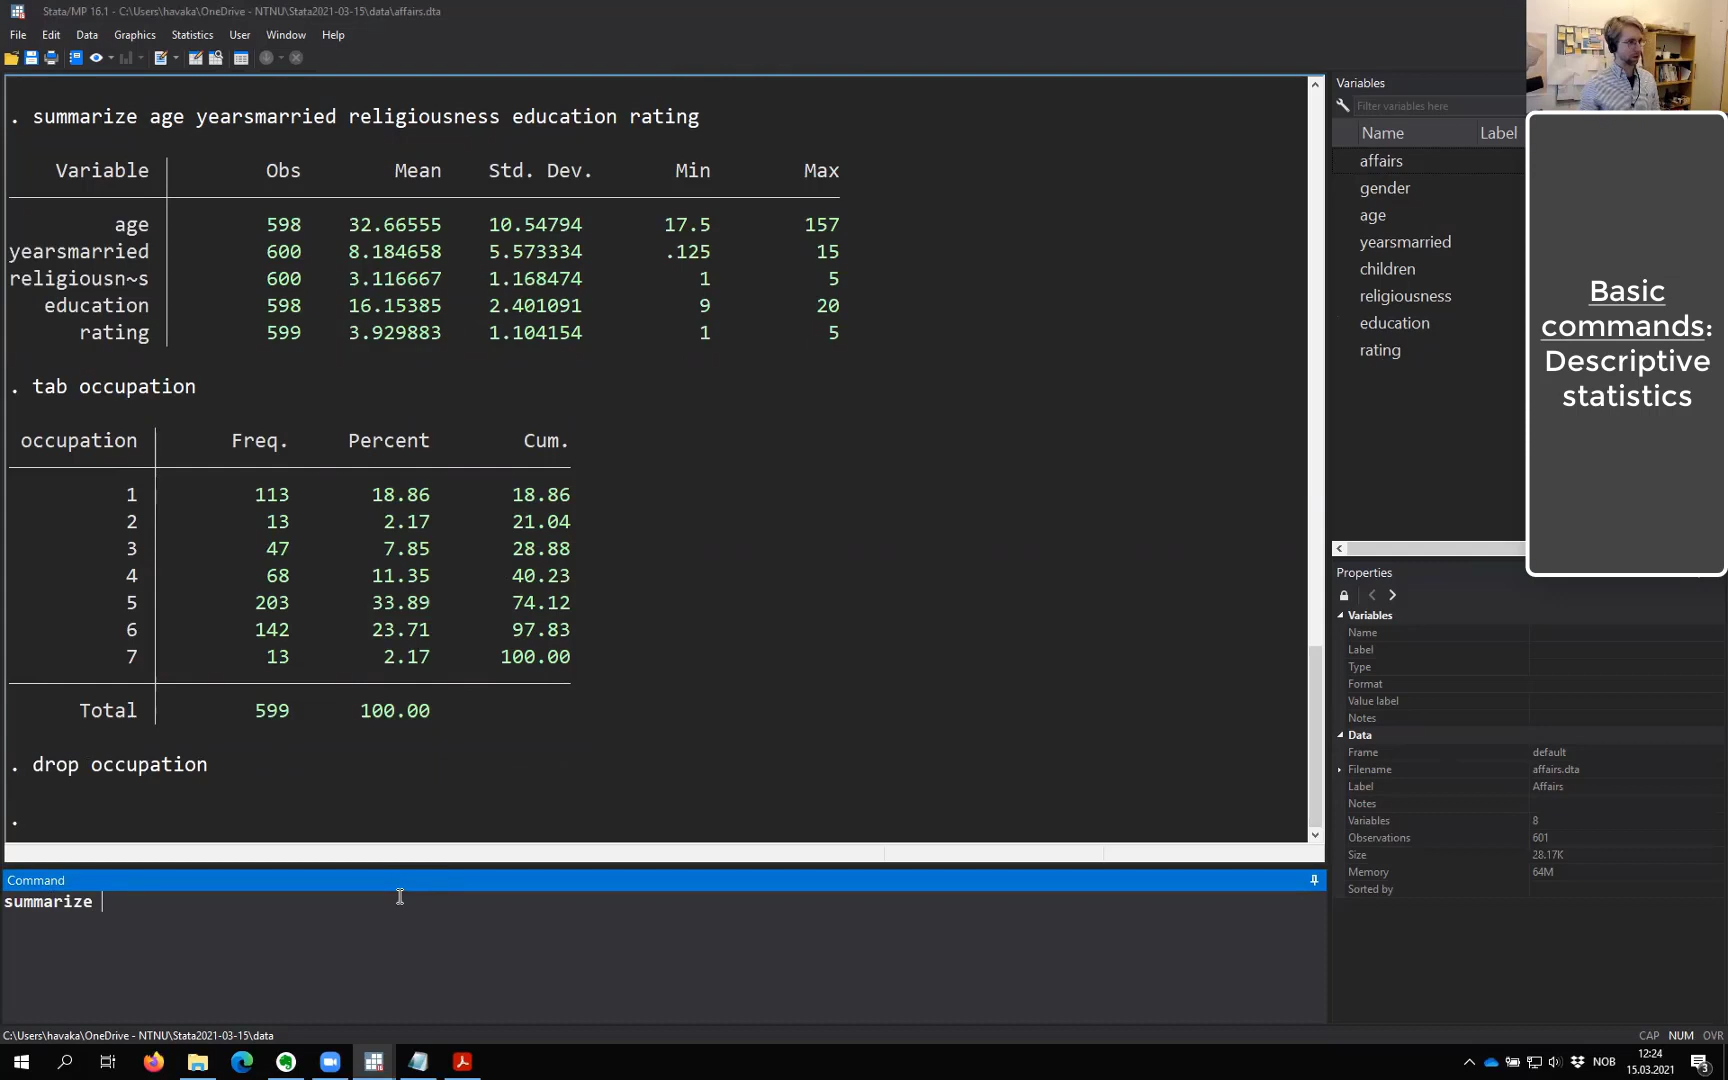 Stata/MP 16.1 - C:\Users\havaka\OneDrive - NTNU\Stata2021-03-15\data\affairs.dta
File Edit Data Graphics Statistics User Window Help
. summarize age yearsmarried religiousness education rating
Variable Obs Mean Std. Dev. Min Max
age 598 32.66555 10.54794 17.5 157
yearsmarried 600 8.184658 5.573334 .125 15
religiousn~s 600 3.116667 1.168474 1 5
education 598 16.15385 2.401091 9 20
rating 599 3.929883 1.104154 1 5
. tab occupation
occupation Freq. Percent Cum.
1 113 18.86 18.86
2 13 2.17 21.04
3 47 7.85 28.88
4 68 11.35 40.23
5 203 33.89 74.12
6 142 23.71 97.83
7 13 2.17 100.00
Total 599 100.00
. drop occupation
.
Command
summarize
C:\Users\havaka\OneDrive - NTNU\Stata2021-03-15\data
Variables
Filter variables here
Name Label
affairs
gender
age
yearsmarried
children
religiousness
education
rating
Basic
commands:
Descriptive
statistics
Properties
Variables
Name
Label
Type
Format
Value label
Notes
Data
Frame default
Filename affairs.dta
Label Affairs
Notes
Variables 8
Observations 601
Size 28.17K
Memory 64M
Sorted by
CAP NUM OVR
NOB
12:24
15.03.2021
3